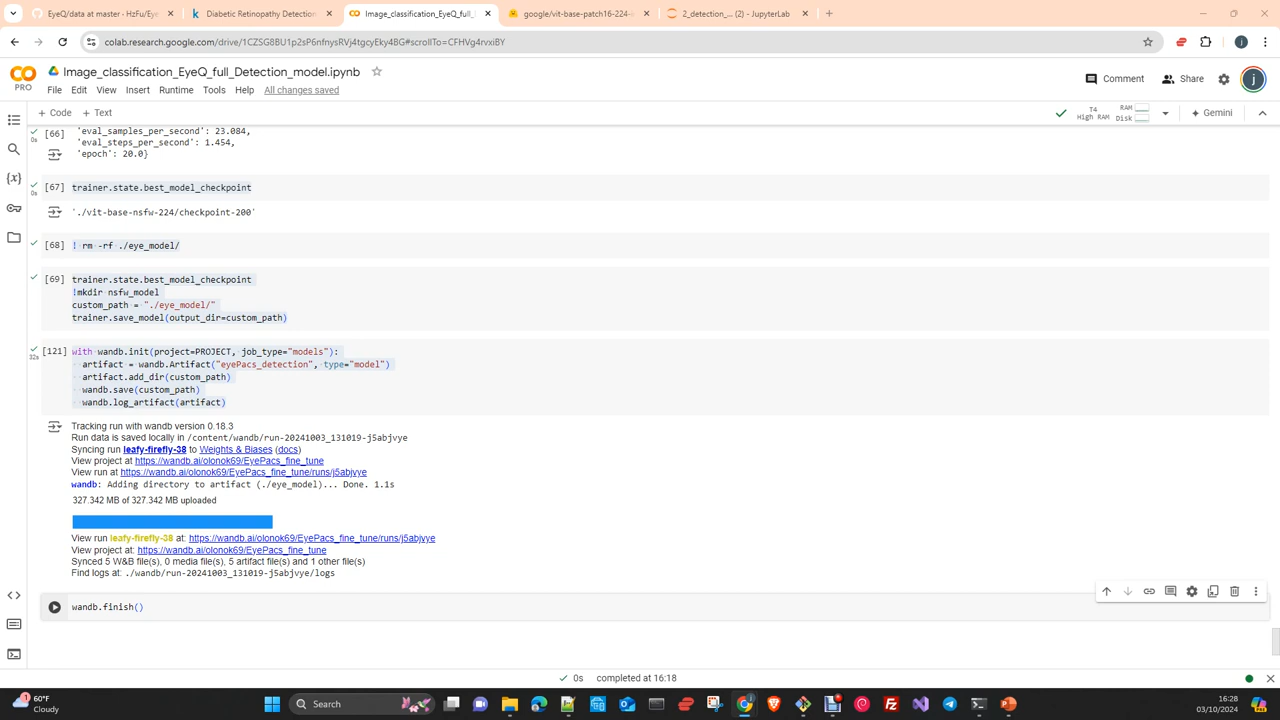 EyeQ/data at master · HzFu/Eye
Diabetic Retinopathy Detection
Image_classification_EyeQ_full_
google/vit-base-patch16-224-i
2_detection_... (2) - JupyterLab
colab.research.google.com/drive/1CZSG8BU1p2sP6nfnysRVj4tgcyEky4BG#scrollTo=CFHVg4rvxiBY
Image_classification_EyeQ_full_Detection_model.ipynb
PRO
File Edit View Insert Runtime Tools Help All changes saved
Comment Share
+ Code + Text
T4
High RAM
RAM
Disk
Gemini
[66] 'eval_samples_per_second': 23.084,
0s
'eval_steps_per_second': 1.454,
'epoch': 20.0}
[67] trainer.state.best_model_checkpoint
0s
'./vit-base-nsfw-224/checkpoint-200'
[68] ! rm -rf ./eye_model/
[69] trainer.state.best_model_checkpoint
!mkdir nsfw_model
custom_path = "./eye_model/"
trainer.save_model(output_dir=custom_path)
[121] with wandb.init(project=PROJECT, job_type="models"):
32s
artifact = wandb.Artifact("eyePacs_detection", type="model")
artifact.add_dir(custom_path)
wandb.save(custom_path)
wandb.log_artifact(artifact)
Tracking run with wandb version 0.18.3
Run data is saved locally in /content/wandb/run-20241003_131019-j5abjvye
Syncing run leafy-firefly-38 to Weights & Biases (docs)
View project at https://wandb.ai/olonok69/EyePacs_fine_tune
View run at https://wandb.ai/olonok69/EyePacs_fine_tune/runs/j5abjvye
wandb: Adding directory to artifact (./eye_model)... Done. 1.1s
327.342 MB of 327.342 MB uploaded
View run leafy-firefly-38 at: https://wandb.ai/olonok69/EyePacs_fine_tune/runs/j5abjvye
View project at: https://wandb.ai/olonok69/EyePacs_fine_tune
Synced 5 W&B file(s), 0 media file(s), 5 artifact file(s) and 1 other file(s)
Find logs at: ./wandb/run-20241003_131019-j5abjvye/logs
wandb.finish()
0s completed at 16:18
60°F
Cloudy
Search
16:28
03/10/2024